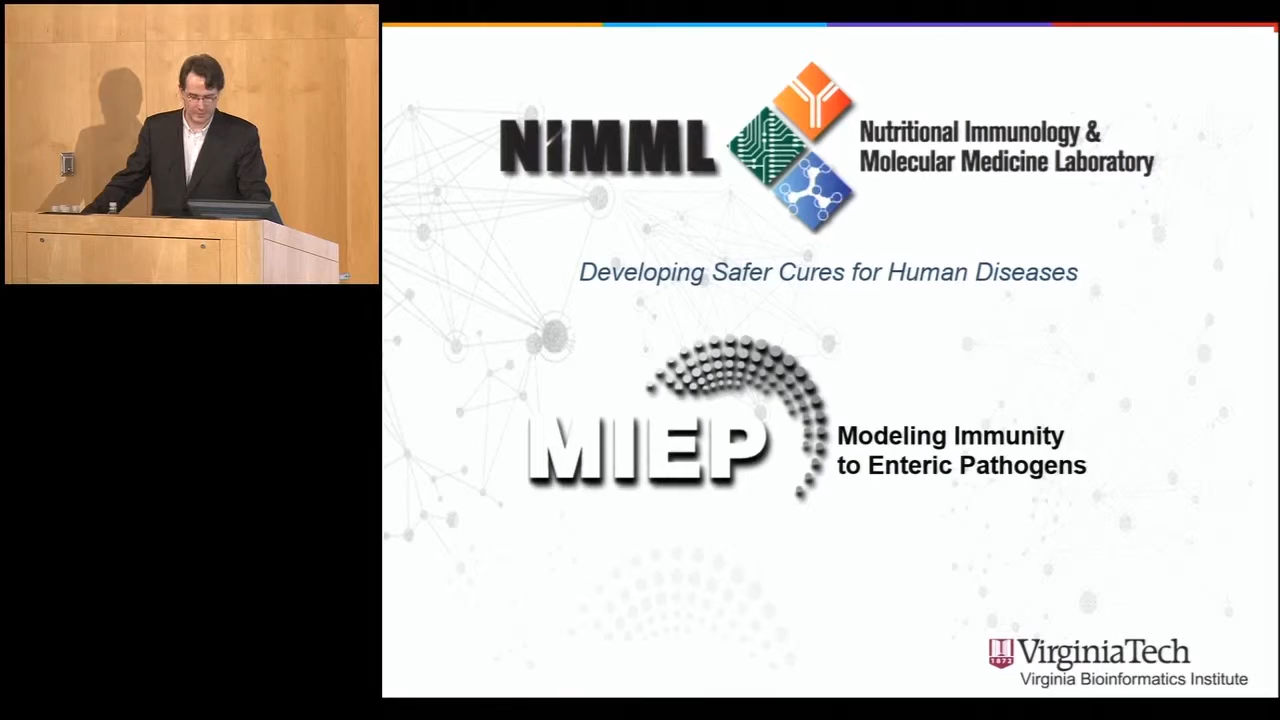 NIMML
Nutritional Immunology &
Molecular Medicine Laboratory
Developing Safer Cures for Human Diseases
MIEP
Modeling Immunity
to Enteric Pathogens
1872
VirginiaTech
Virginia Bioinformatics Institute